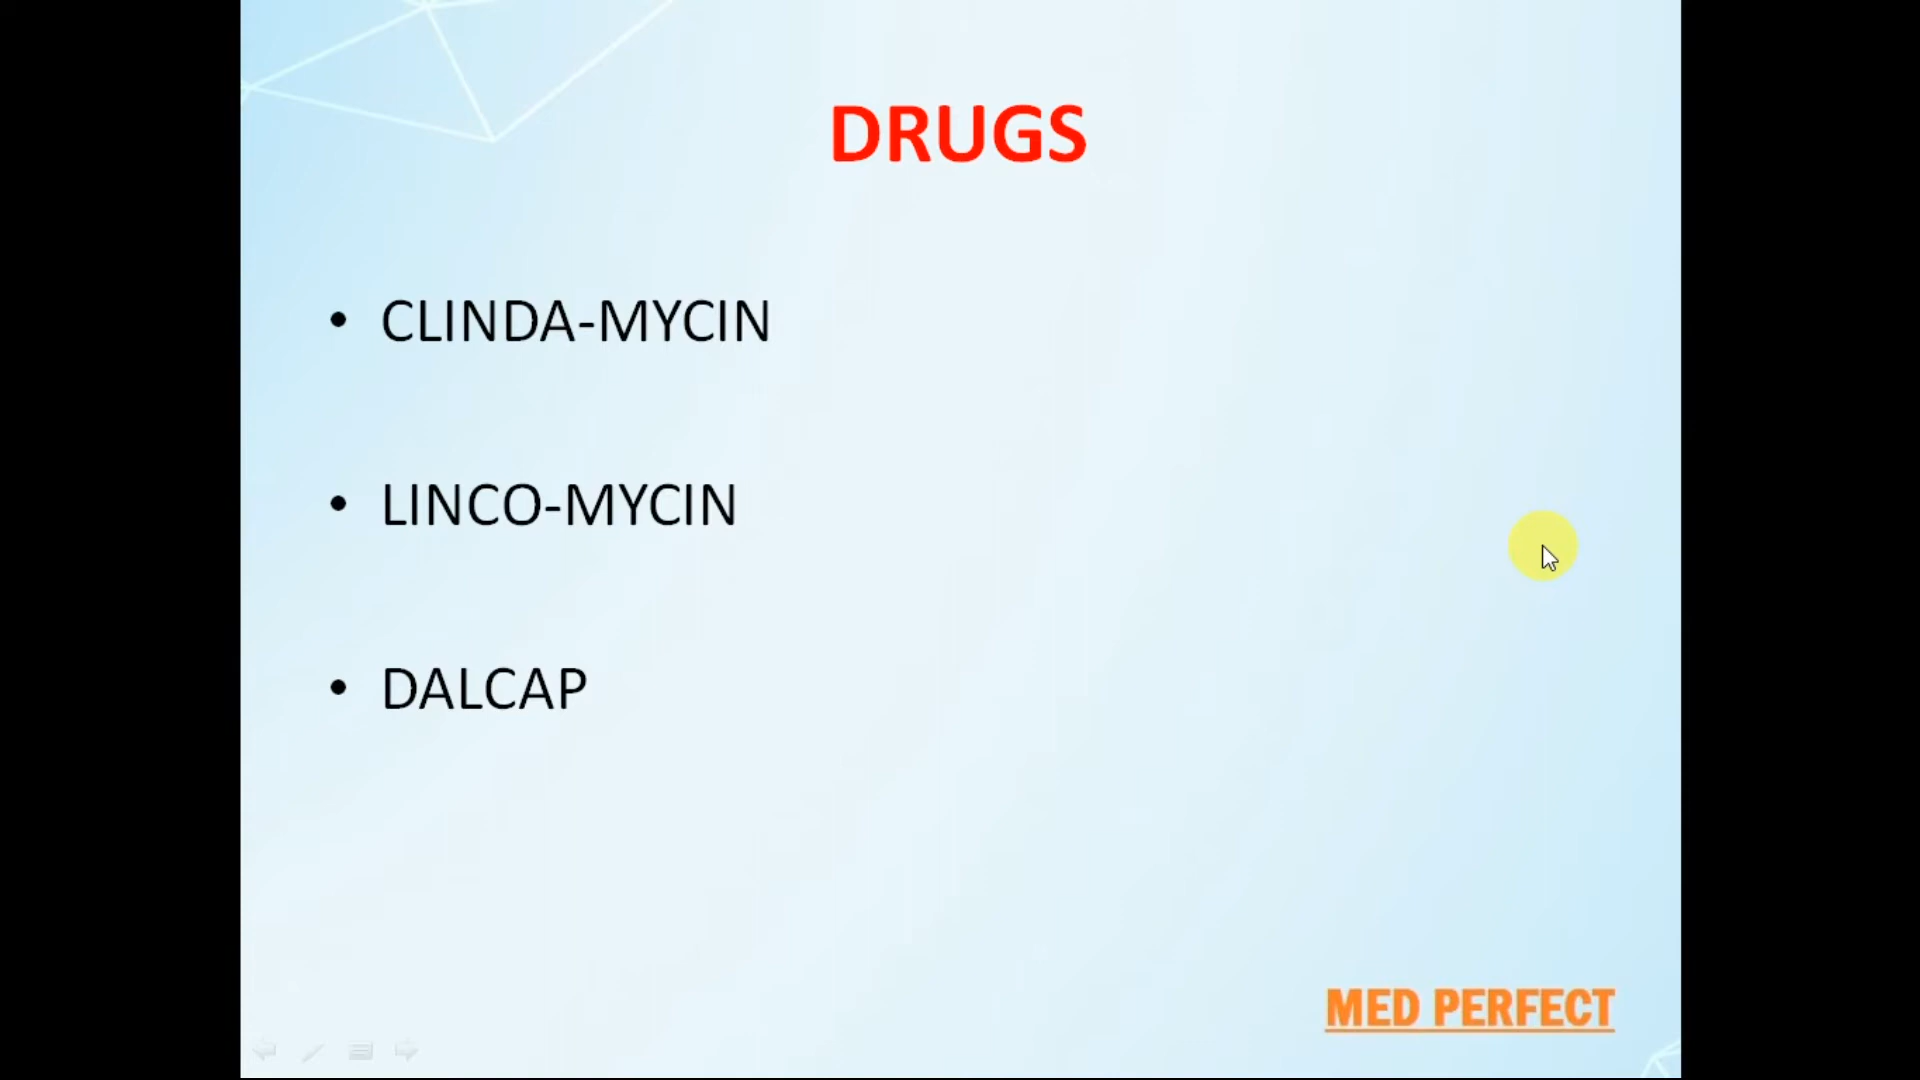 DRUGS
• CLINDA-MYCIN
• LINCO-MYCIN
• DALCAP
MED PERFECT